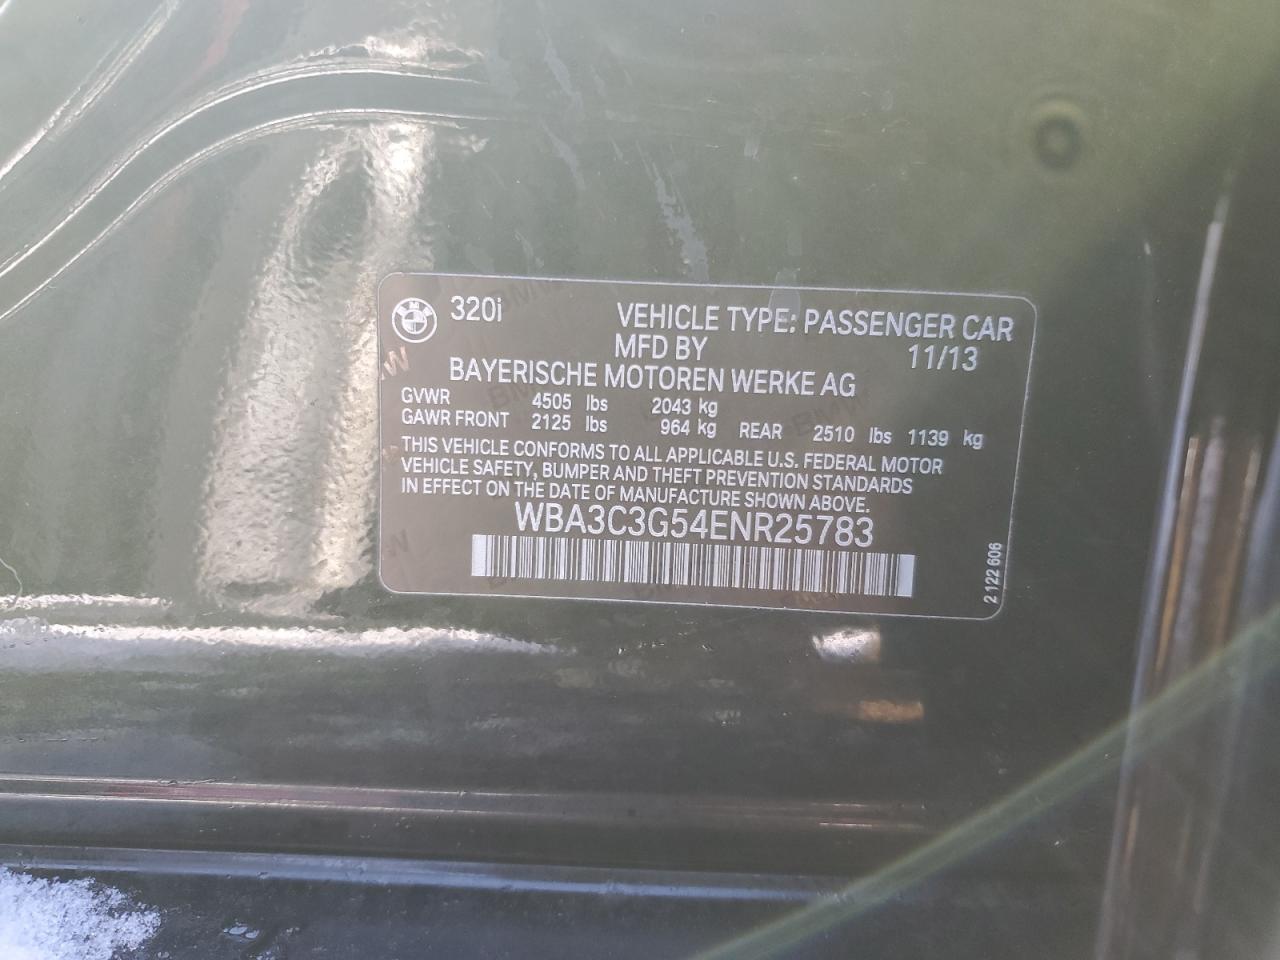 320i VEHICLE TYPE: PASSENGER CAR
MFD BY 11/13
BAYERISCHE MOTOREN WERKE AG
GVWR 4505 lbs 2043 kg
GAWR FRONT 2125 lbs 964 kg REAR 2510 lbs 1139 kg
THIS VEHICLE CONFORMS TO ALL APPLICABLE U.S. FEDERAL MOTOR
VEHICLE SAFETY, BUMPER AND THEFT PREVENTION STANDARDS
IN EFFECT ON THE DATE OF MANUFACTURE SHOWN ABOVE.
WBA3C3G54ENR25783
2 122 606